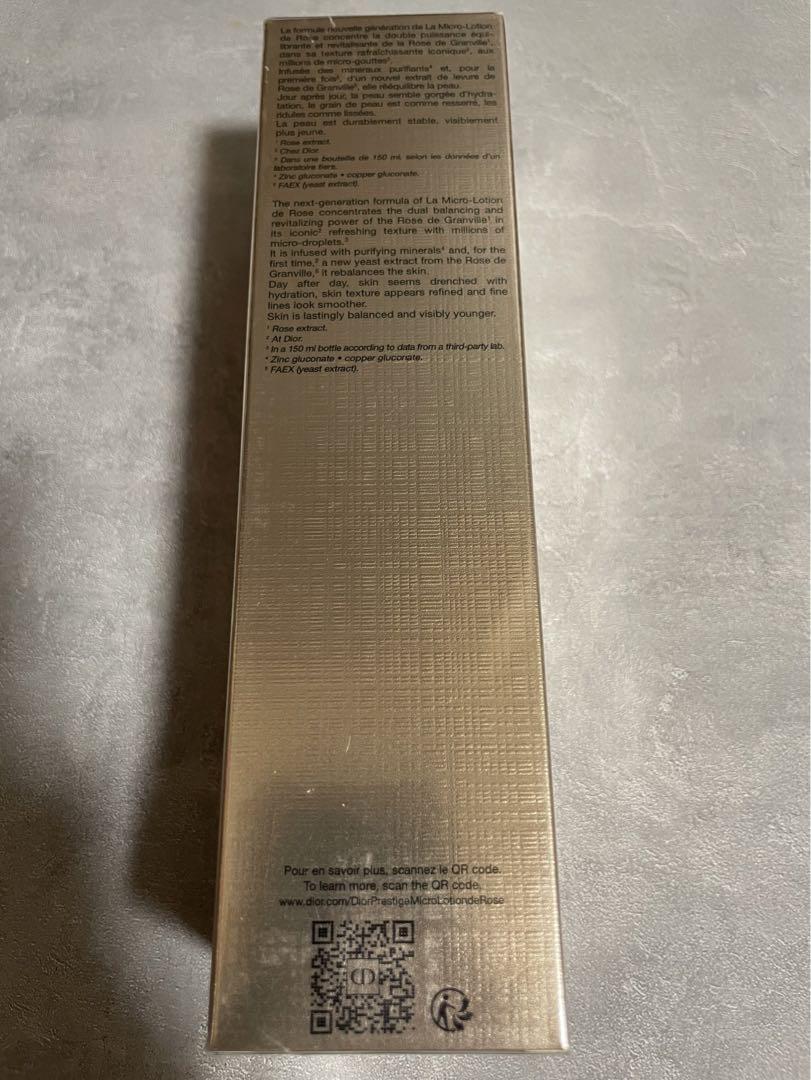 La formule nouvelle génération de La Micro-Lotion
de Rose concentre la double puissance équi-
librante et revitalisante de la Rose de Granville¹,
dans sa texture rafraîchissante iconique², aux
millions de micro-gouttes³.
Infusée des minéraux purifiants⁴ et, pour la
première fois², d'un nouvel extrait de levure de
Rose de Granville⁵, elle rééquilibre la peau.
Jour après jour, la peau semble gorgée d'hydra-
tation, le grain de peau est comme resserré, les
ridules comme lissées.
La peau est durablement stable, visiblement
plus jeune.
¹ Rose extract.
² Chez Dior.
³ Dans une bouteille de 150 ml, selon les données d'un
laboratoire tiers.
⁴ Zinc gluconate • copper gluconate.
⁵ FAEX (yeast extract).
The next-generation formula of La Micro-Lotion
de Rose concentrates the dual balancing and
revitalizing power of the Rose de Granville¹ in
its iconic² refreshing texture with millions of
micro-droplets.³
It is infused with purifying minerals⁴ and, for the
first time,² a new yeast extract from the Rose de
Granville,⁵ it rebalances the skin.
Day after day, skin seems drenched with
hydration, skin texture appears refined and fine
lines look smoother.
Skin is lastingly balanced and visibly younger.
¹ Rose extract.
² At Dior.
³ In a 150 ml bottle according to data from a third-party lab.
⁴ Zinc gluconate • copper gluconate.
⁵ FAEX (yeast extract).
Pour en savoir plus, scannez le QR code.
To learn more, scan the QR code.
www.dior.com/DiorPrestigeMicroLotiondeRose
CD